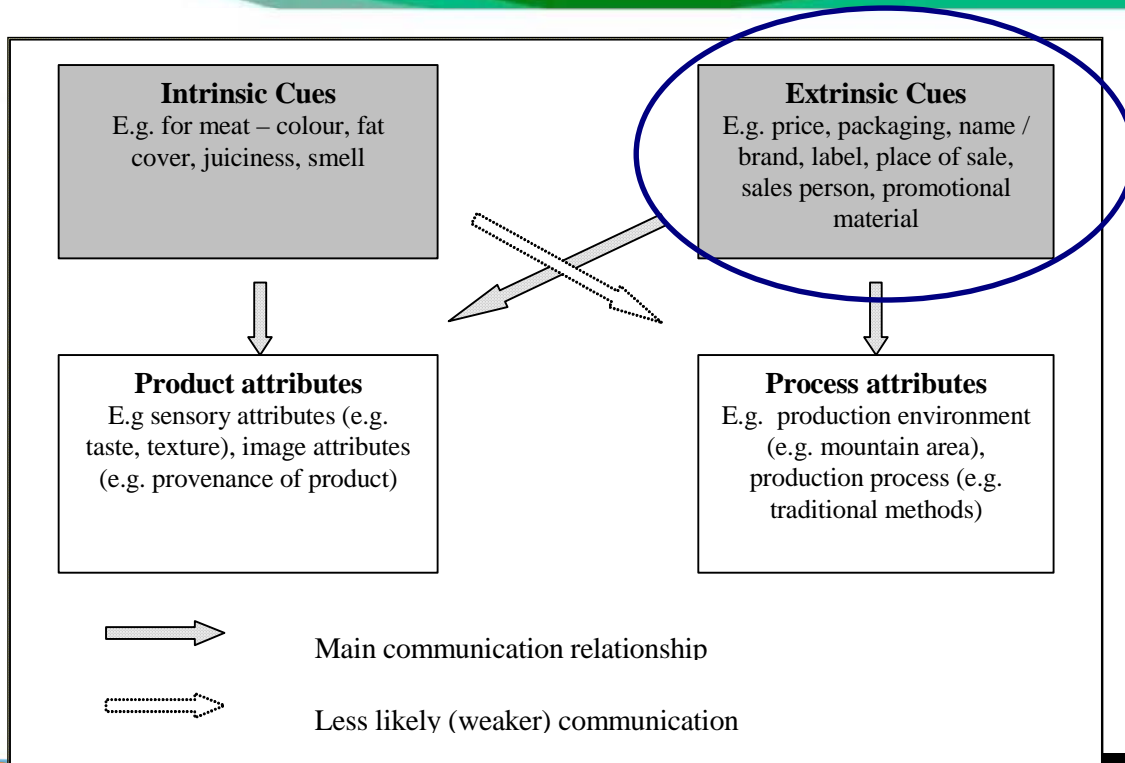 Intrinsic Cues
E.g. for meat – colour, fat
cover, juiciness, smell
Extrinsic Cues
E.g. price, packaging, name /
brand, label, place of sale,
sales person, promotional
material
Product attributes
E.g sensory attributes (e.g.
taste, texture), image attributes
(e.g. provenance of product)
Process attributes
E.g. production environment
(e.g. mountain area),
production process (e.g.
traditional methods)
Main communication relationship
Less likely (weaker) communication